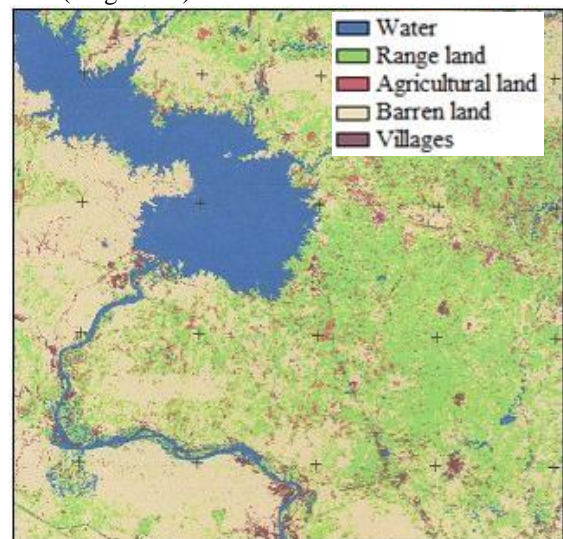 Water
Range land
Agricultural land
Barren land
Villages